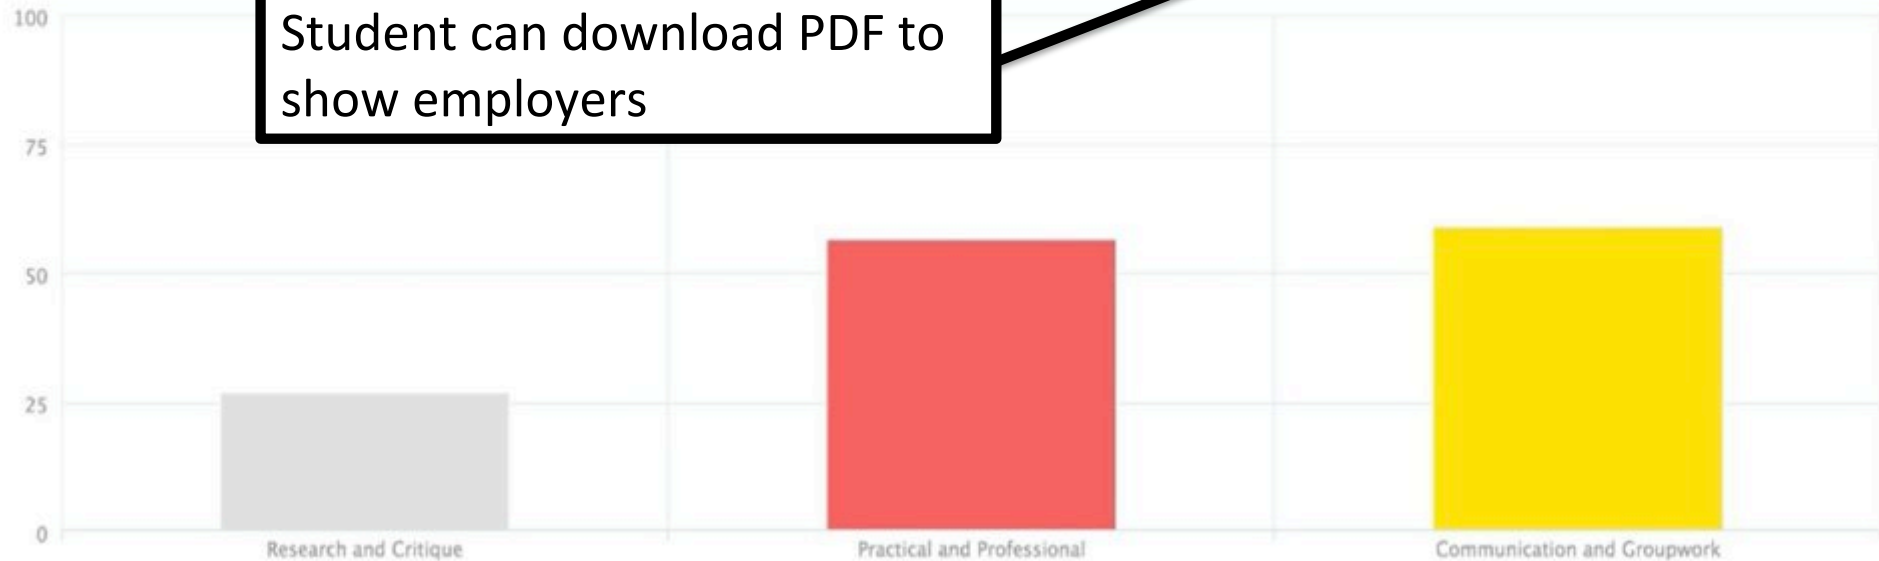 Student can download PDF to
show employers
100
75
50
25
0
Research and Critique
Practical and Professional
Communication and Groupwork